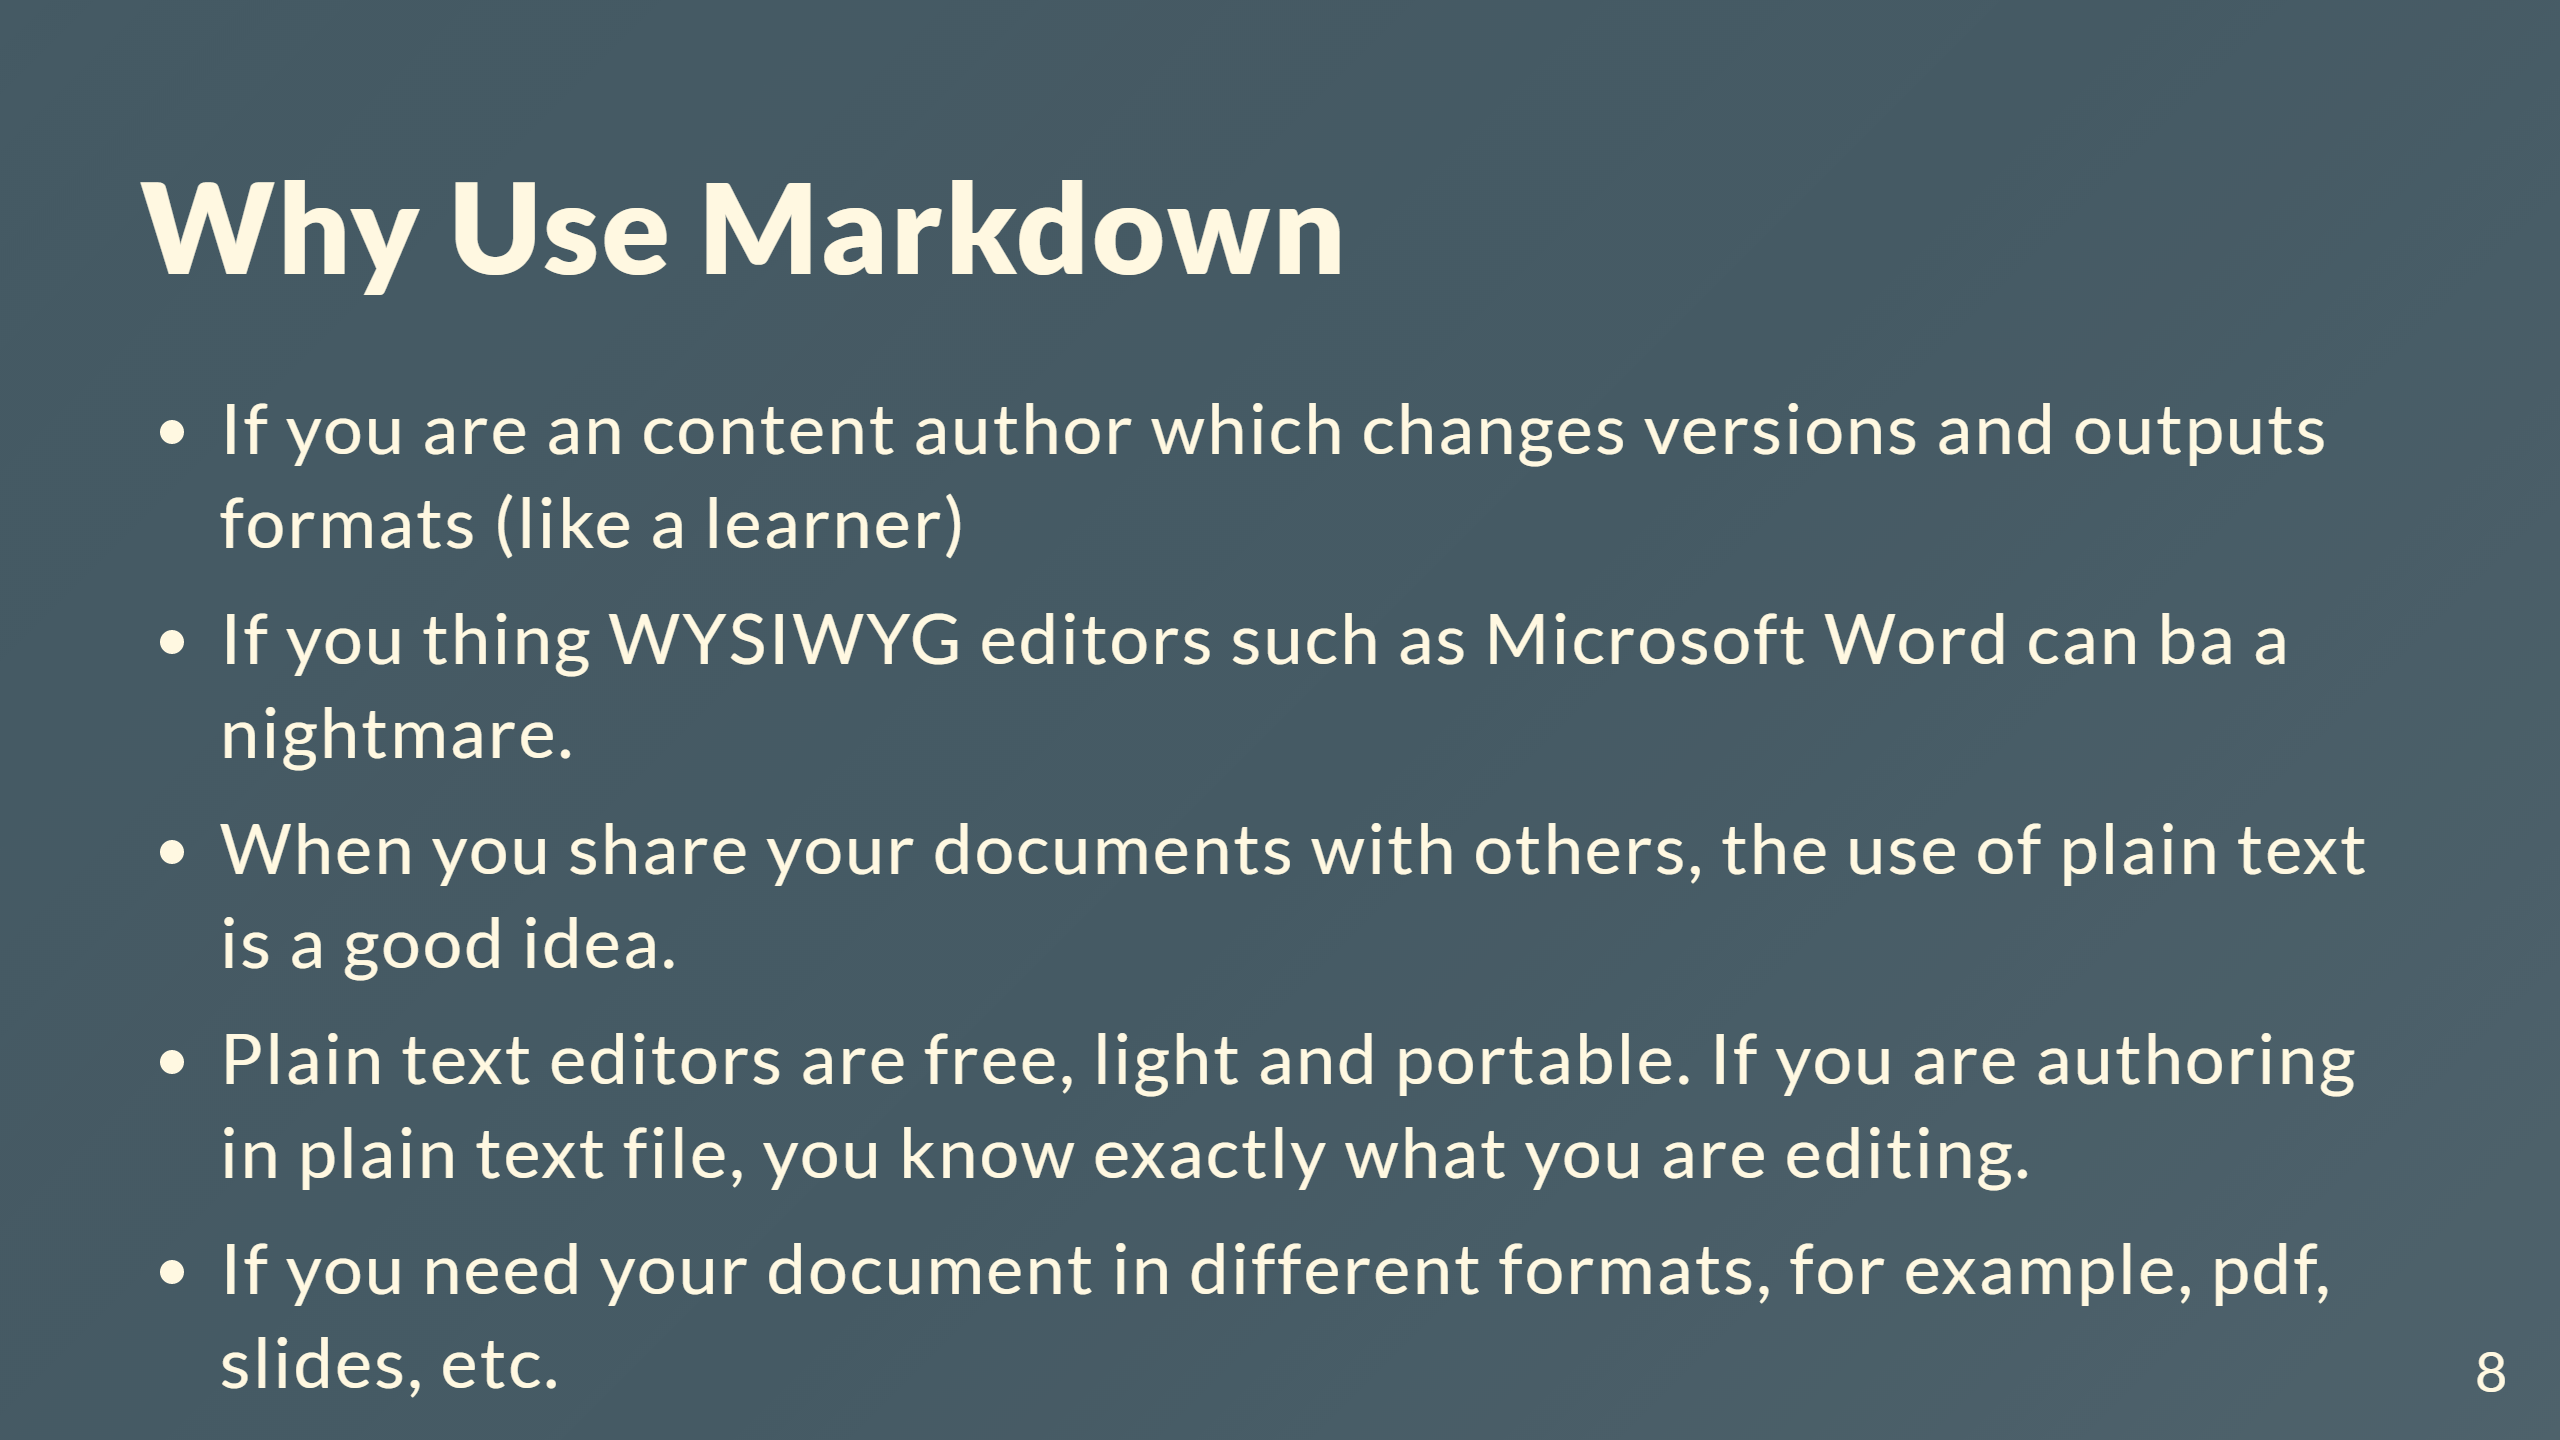 Why Use Markdown
• If you are an content author which changes versions and outputs
formats (like a learner)
• If you thing WYSIWYG editors such as Microsoft Word can ba a
nightmare.
• When you share your documents with others, the use of plain text
is a good idea.
• Plain text editors are free, light and portable. If you are authoring
in plain text file, you know exactly what you are editing.
• If you need your document in different formats, for example, pdf,
slides, etc.
8